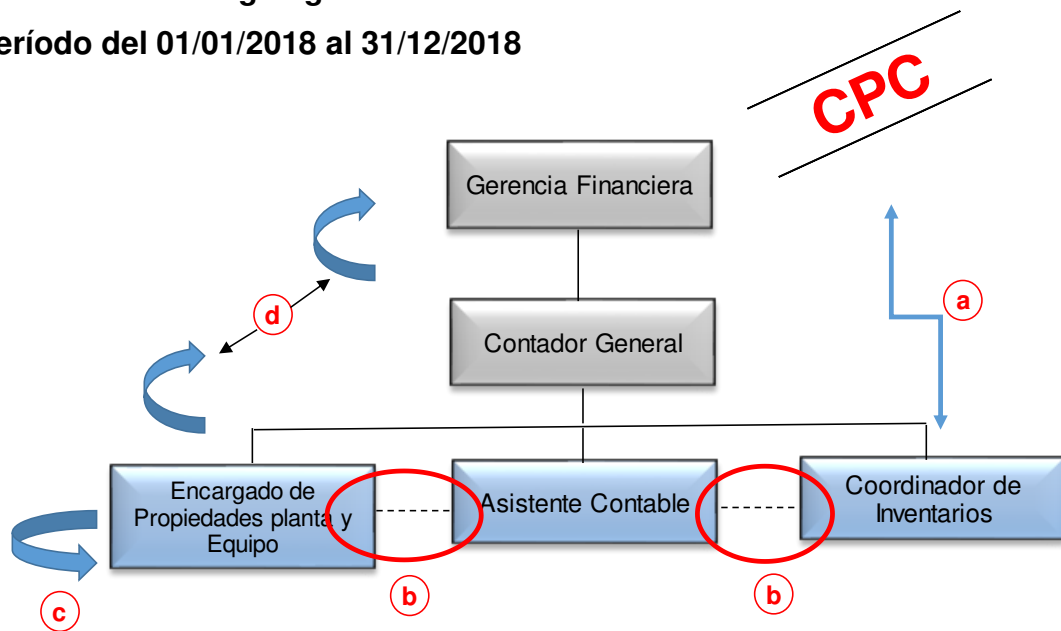 eríodo del 01/01/2018 al 31/12/2018
CPC
Gerencia Financiera
d
a
Contador General
Encargado de
Propiedades planta y
Equipo
Asistente Contable
Coordinador de
Inventarios
b
b
c